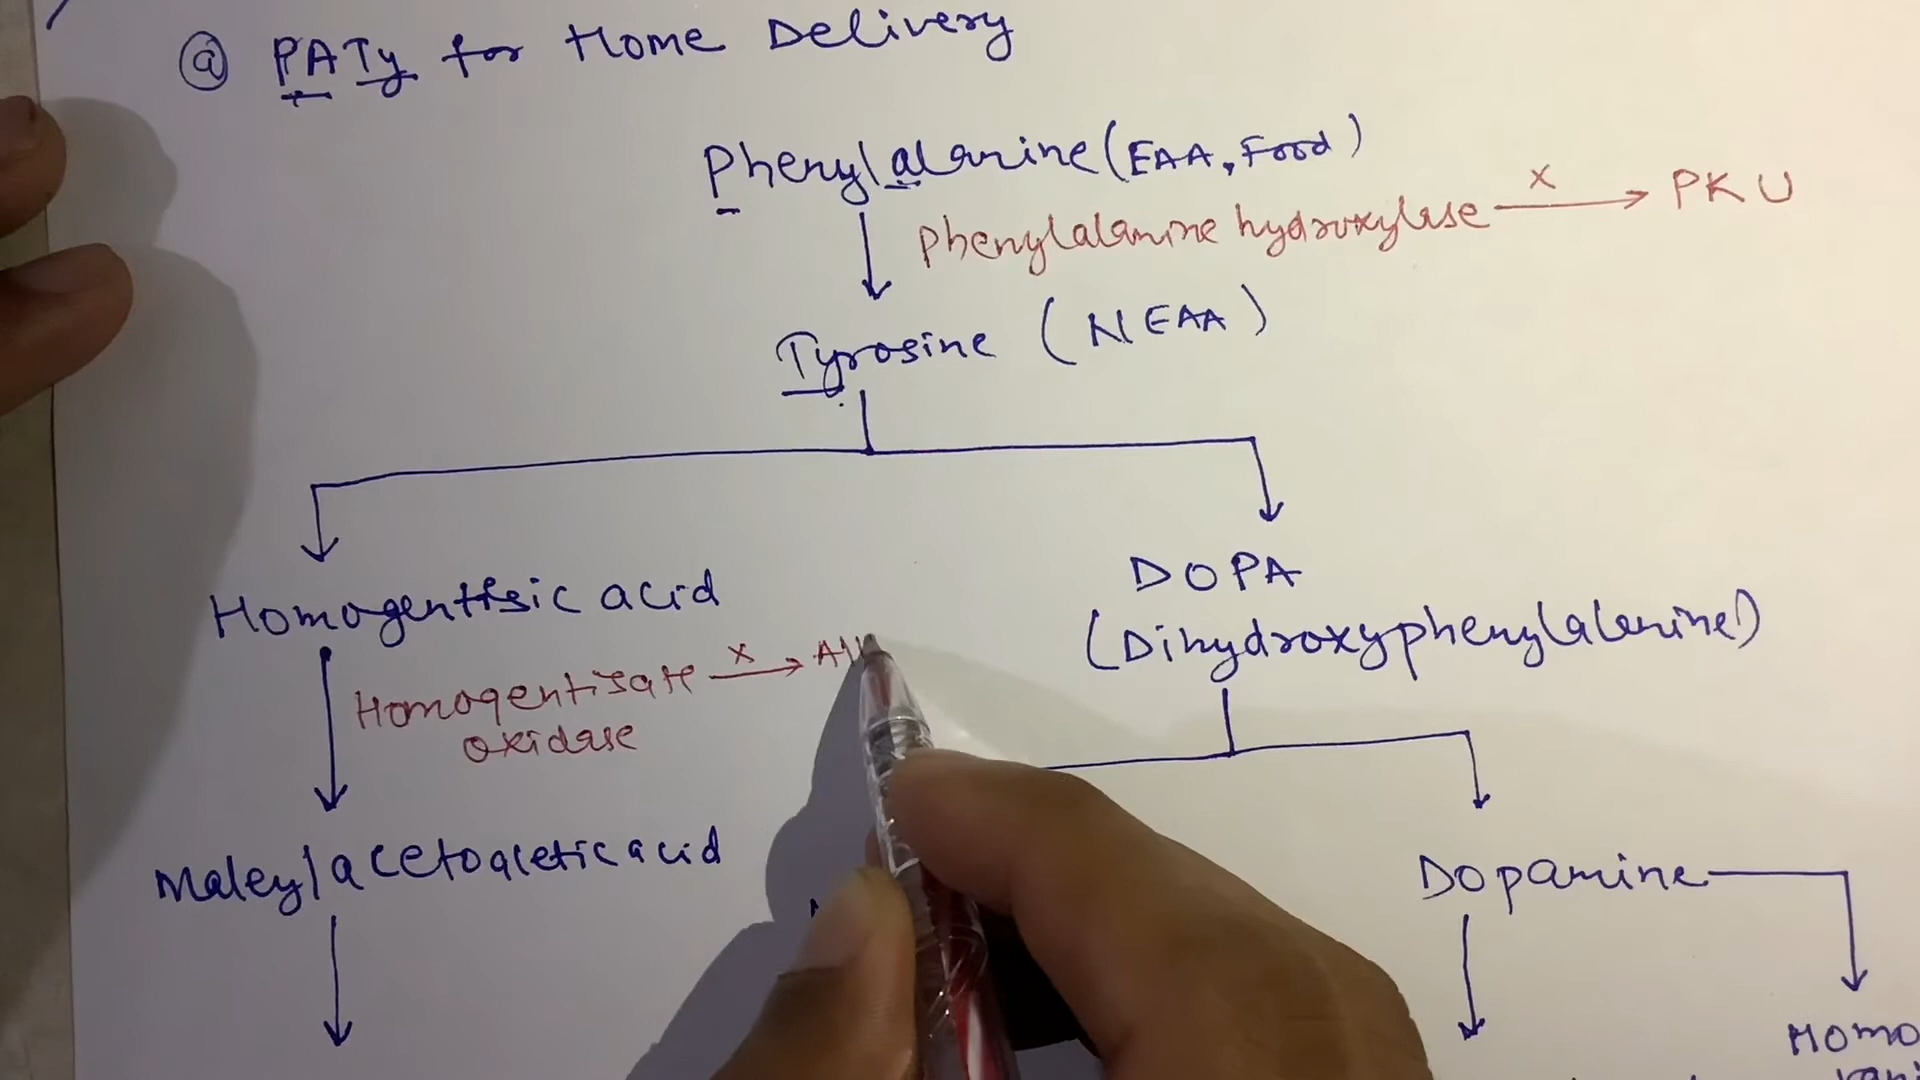 @ PATy for Home Delivery
Phenylalanine (EAA, Food)
Phenylalanine hydroxylase x PKU
Tyrosine (NEAA)
Homogentisic acid
DOPA
(Dihydroxyphenylalanine)
Homogentisate x
oxidase
Maleylacetoacetic acid
Dopamine
Homo